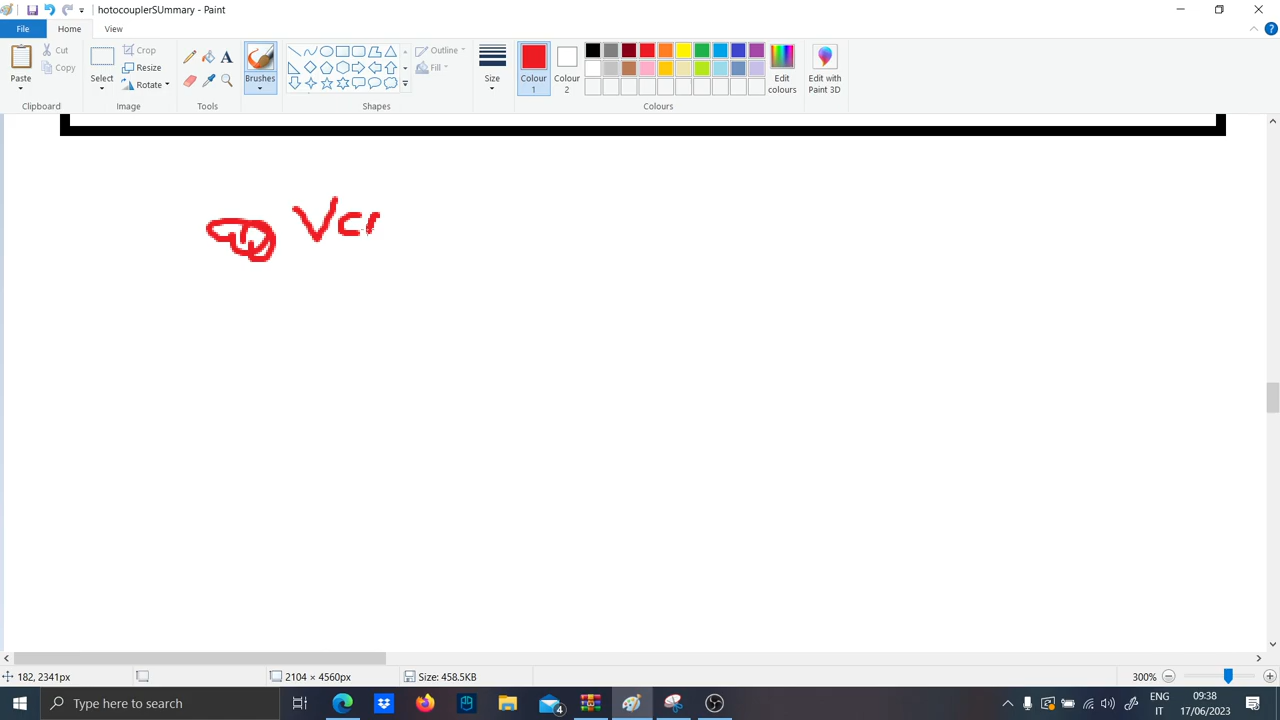 hotocouplerSUmmary - Paint
File Home View
Paste Cut Copy Clipboard
Select Crop Resize Rotate Image
Tools
Brushes
Outline Fill Shapes
Size
Colour 1 Colour 2 Edit colours Colours
Edit with Paint 3D
182, 2341px 2104 × 4560px Size: 458.5KB 300%
Type here to search 4 ENG IT 09:38 17/06/2023